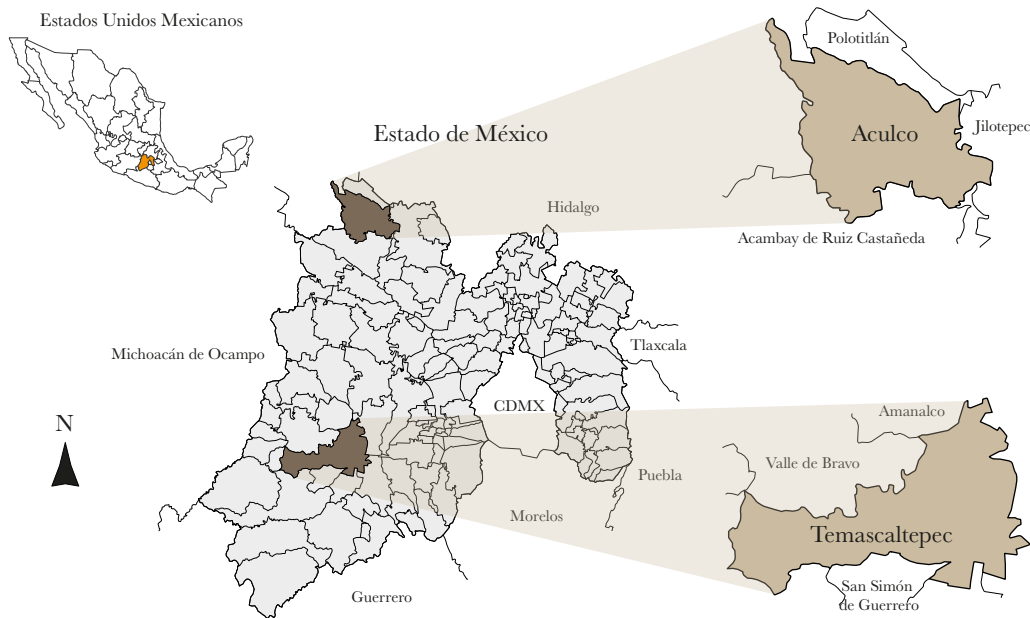 Estados Unidos Mexicanos
Polotitlán
Estado de México
Aculco
Jilotepec
Hidalgo
Acambay de Ruiz Castañeda
Michoacán de Ocampo
Tlaxcala
CDMX
Amanalco
N
Valle de Bravo
Puebla
Morelos
Temascaltepec
San Simón
de Guerrero
Guerrero